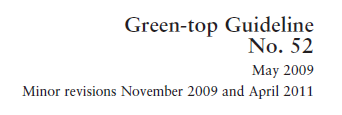 Green-top Guideline
No. 52
May 2009
Minor revisions November 2009 and April 2011